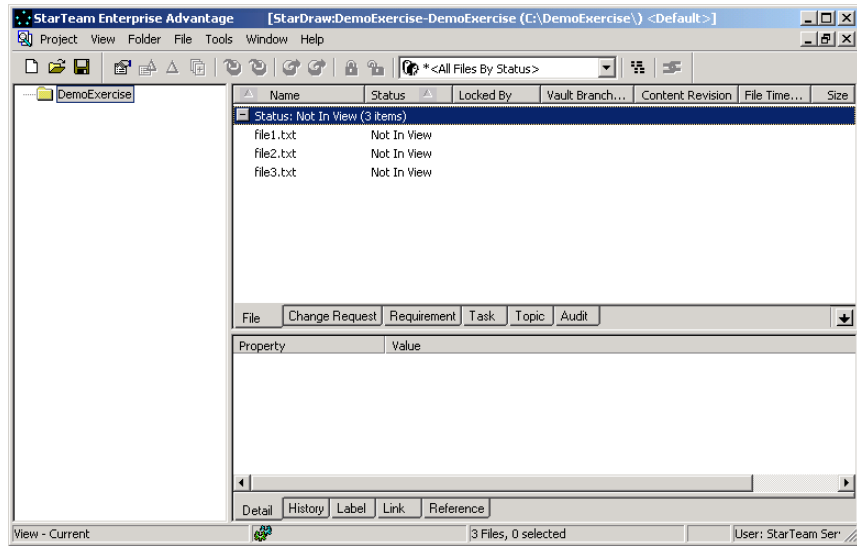 StarTeam Enterprise Advantage [StarDraw:DemoExercise-DemoExercise (C:\DemoExercise\) <Default>]
Project View Folder File Tools Window Help
*<All Files By Status>
DemoExercise
Name Status Locked By Vault Branch... Content Revision File Time... Size
Status: Not In View (3 items)
file1.txt Not In View
file2.txt Not In View
file3.txt Not In View
File Change Request Requirement Task Topic Audit
Property Value
Detail History Label Link Reference
View - Current 3 Files, 0 selected User: StarTeam Ser